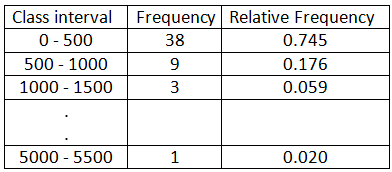 Class interval Frequency Relative Frequency
0 - 500 38 0.745
500 - 1000 9 0.176
1000 - 1500 3 0.059
.
.
5000 - 5500 1 0.020